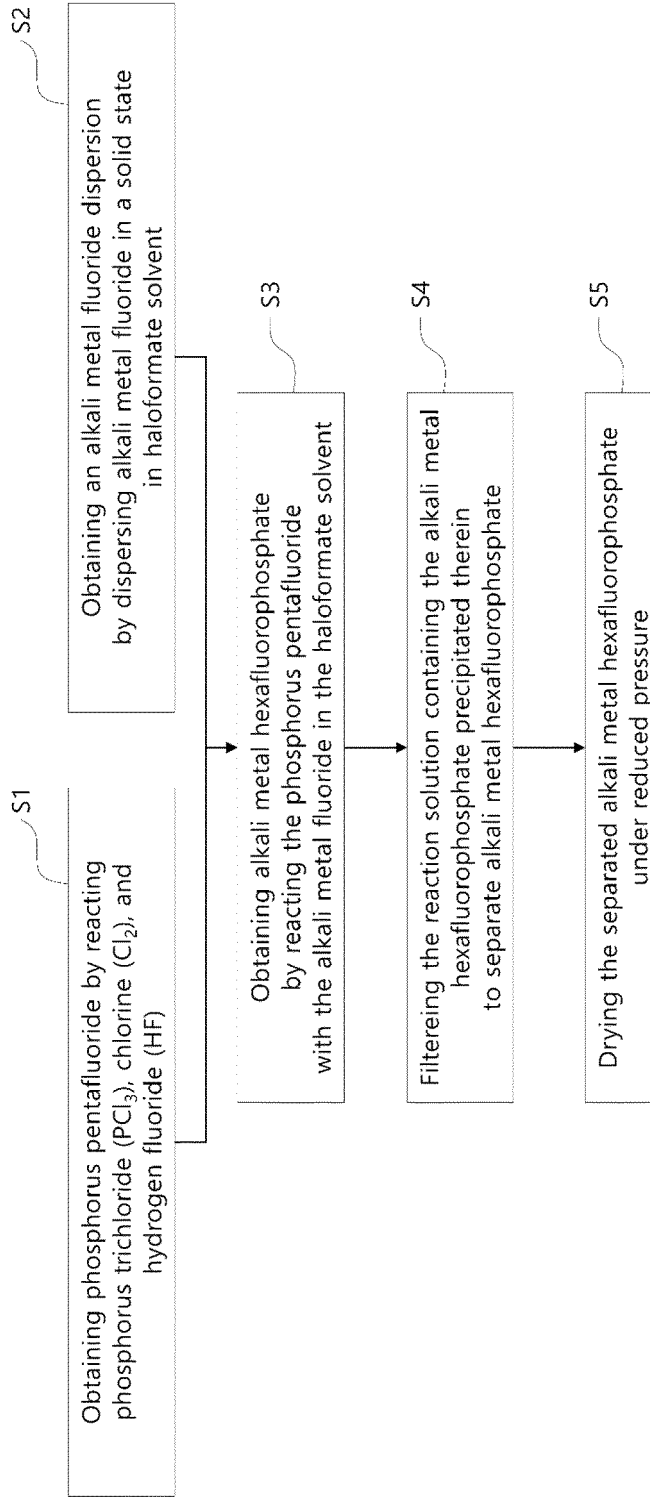 S1
Obtaining phosphorus pentafluoride by reacting
phosphorus trichloride (PCl₃), chlorine (Cl₂), and
hydrogen fluoride (HF)
S2
Obtaining an alkali metal fluoride dispersion
by dispersing alkali metal fluoride in a solid state
in haloformate solvent
S3
Obtaining alkali metal hexafluorophosphate
by reacting the phosphorus pentafluoride
with the alkali metal fluoride in the haloformate solvent
S4
Filtereing the reaction solution containing the alkali metal
hexafluorophosphate precipitated therein
to separate alkali metal hexafluorophosphate
S5
Drying the separated alkali metal hexafluorophosphate
under reduced pressure